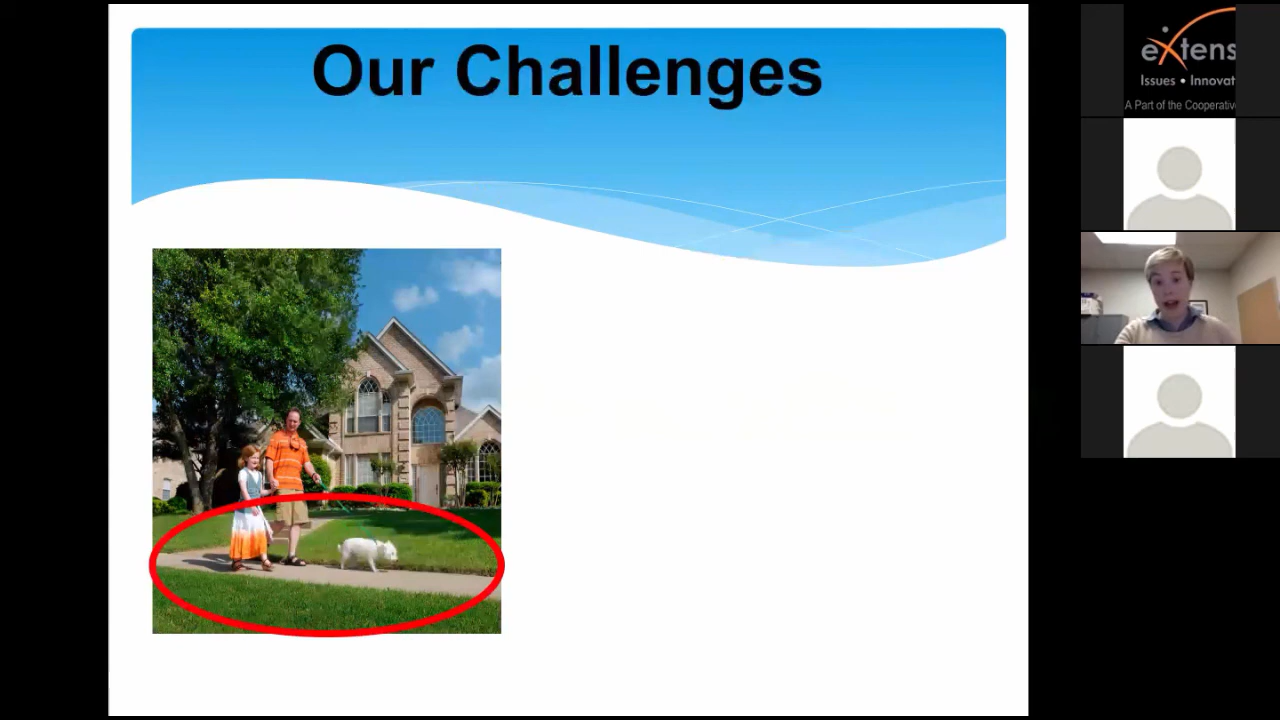 Our Challenges
eXtens
Issues • Innovat
A Part of the Cooperativ